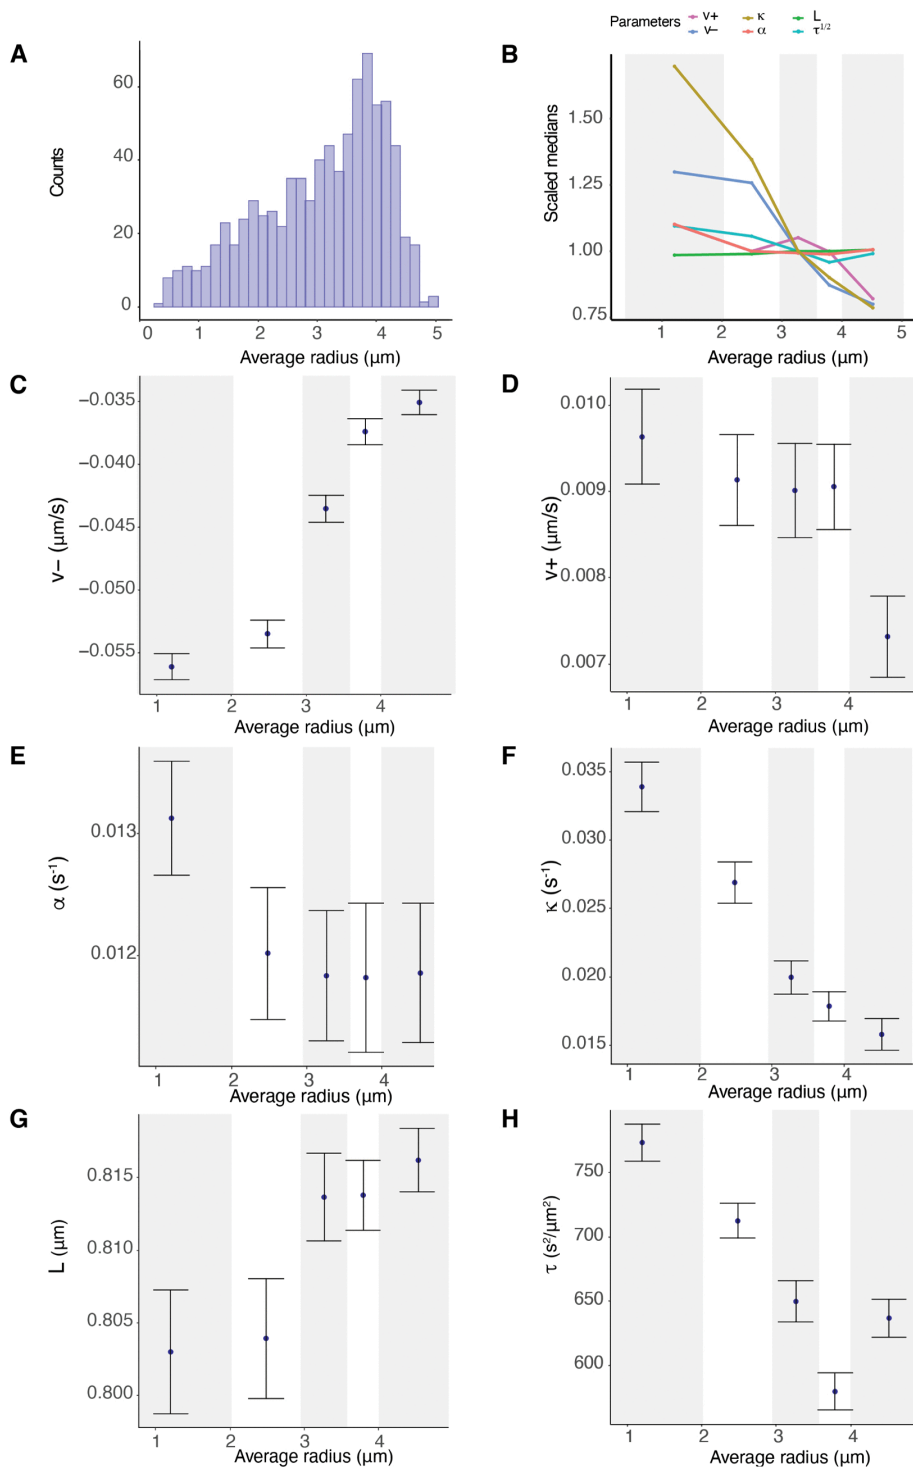 Parameters v+ κ L
v− α τ1/2
A
60
40
20
0
Counts
0 1 2 3 4 5
Average radius (μm)
B
1.50
1.25
1.00
0.75
Scaled medians
1 2 3 4 5
Average radius (μm)
C
−0.035
−0.040
−0.045
−0.050
−0.055
v− (μm/s)
1 2 3 4
Average radius (μm)
D
0.010
0.009
0.008
0.007
v+ (μm/s)
1 2 3 4
Average radius (μm)
E
0.013
0.012
α (s-1)
1 2 3 4
Average radius (μm)
F
0.035
0.030
0.025
0.020
0.015
κ (s-1)
1 2 3 4
Average radius (μm)
G
0.815
0.810
0.805
0.800
L (μm)
1 2 3 4
Average radius (μm)
H
750
700
650
600
τ (s2/μm2)
1 2 3 4
Average radius (μm)